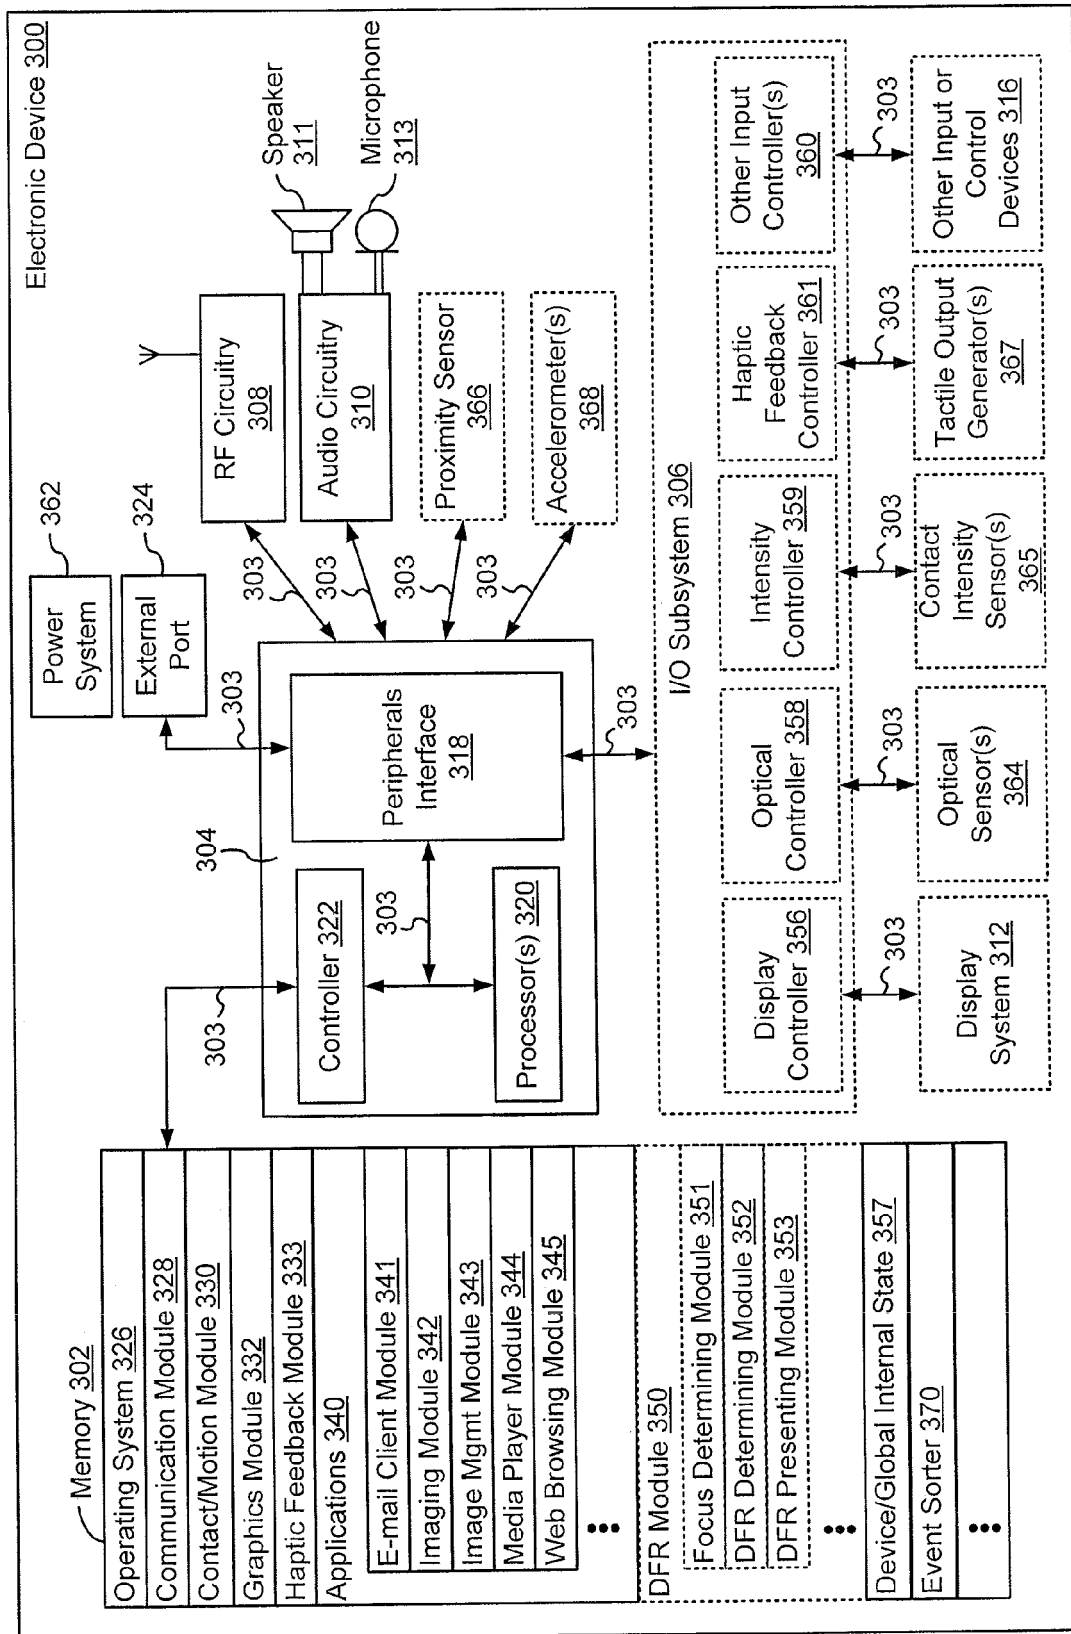 Electronic Device 300
Memory 302
Operating System 326
Communication Module 328
Contact/Motion Module 330
Graphics Module 332
Haptic Feedback Module 333
Applications 340
E-mail Client Module 341
Imaging Module 342
Image Mgmt Module 343
Media Player Module 344
Web Browsing Module 345
DFR Module 350
Focus Determining Module 351
DFR Determining Module 352
DFR Presenting Module 353
Device/Global Internal State 357
Event Sorter 370
303
304
Controller 322
Processor(s) 320
303
Peripherals
Interface
318
303
Power
System
362
External
Port
324
303
RF Circuitry
308
303
Audio Circuitry
310
303
Speaker
311
Microphone
313
Proximity Sensor
366
303
Accelerometer(s)
368
303
I/O Subsystem 306
Display
Controller 356
Optical
Controller 358
Intensity
Controller 359
Haptic
Feedback
Controller 361
Other Input
Controller(s)
360
303
303
303
303
303
Display
System 312
Optical
Sensor(s)
364
Contact
Intensity
Sensor(s)
365
Tactile Output
Generator(s)
367
Other Input or
Control
Devices 316